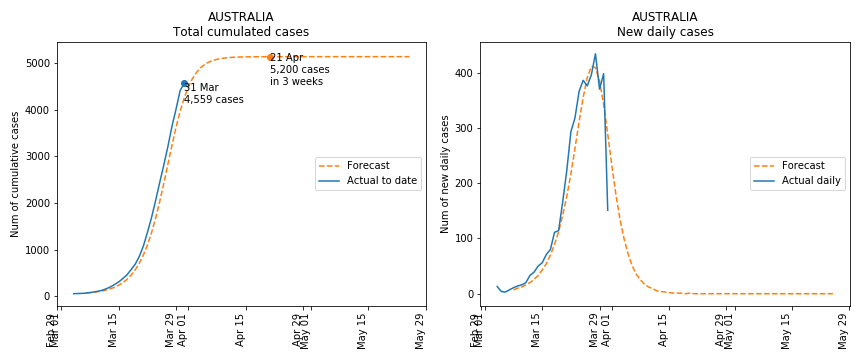 AUSTRALIA
Total cumulated cases
Num of cumulative cases
5000
4000
3000
2000
1000
0
21 Apr
5,200 cases
in 3 weeks
31 Mar
4,559 cases
Forecast
Actual to date
Feb 29
Mar 01
Mar 15
Mar 29
Apr 01
Apr 15
Apr 29
May 01
May 15
May 29
AUSTRALIA
New daily cases
Num of new daily cases
400
300
200
100
0
Forecast
Actual daily
Feb 29
Mar 01
Mar 15
Mar 29
Apr 01
Apr 15
Apr 29
May 01
May 15
May 29